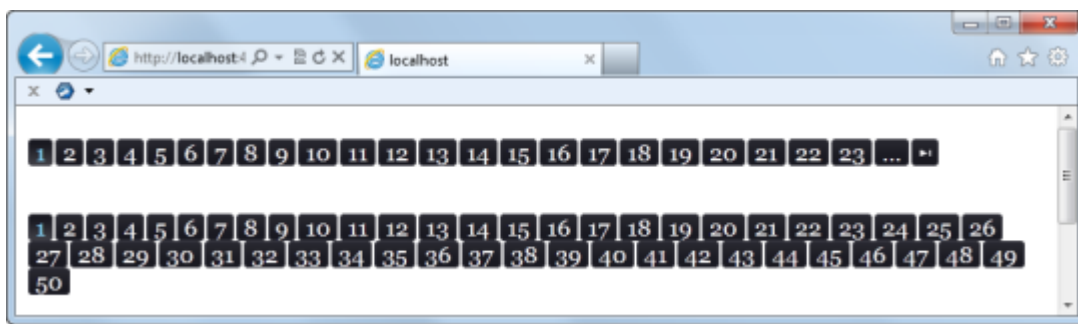 http://localhost:4
localhost
1 2 3 4 5 6 7 8 9 10 11 12 13 14 15 16 17 18 19 20 21 22 23 ...
1 2 3 4 5 6 7 8 9 10 11 12 13 14 15 16 17 18 19 20 21 22 23 24 25 26
27 28 29 30 31 32 33 34 35 36 37 38 39 40 41 42 43 44 45 46 47 48 49
50